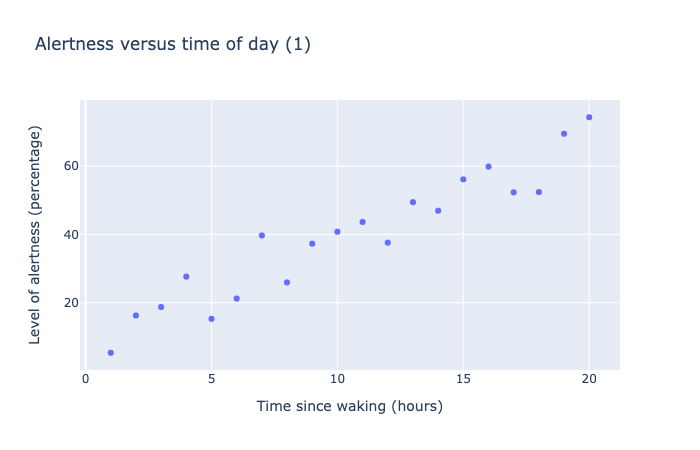 Alertness versus time of day (1)
Level of alertness (percentage)
60
40
20
0 5 10 15 20
Time since waking (hours)